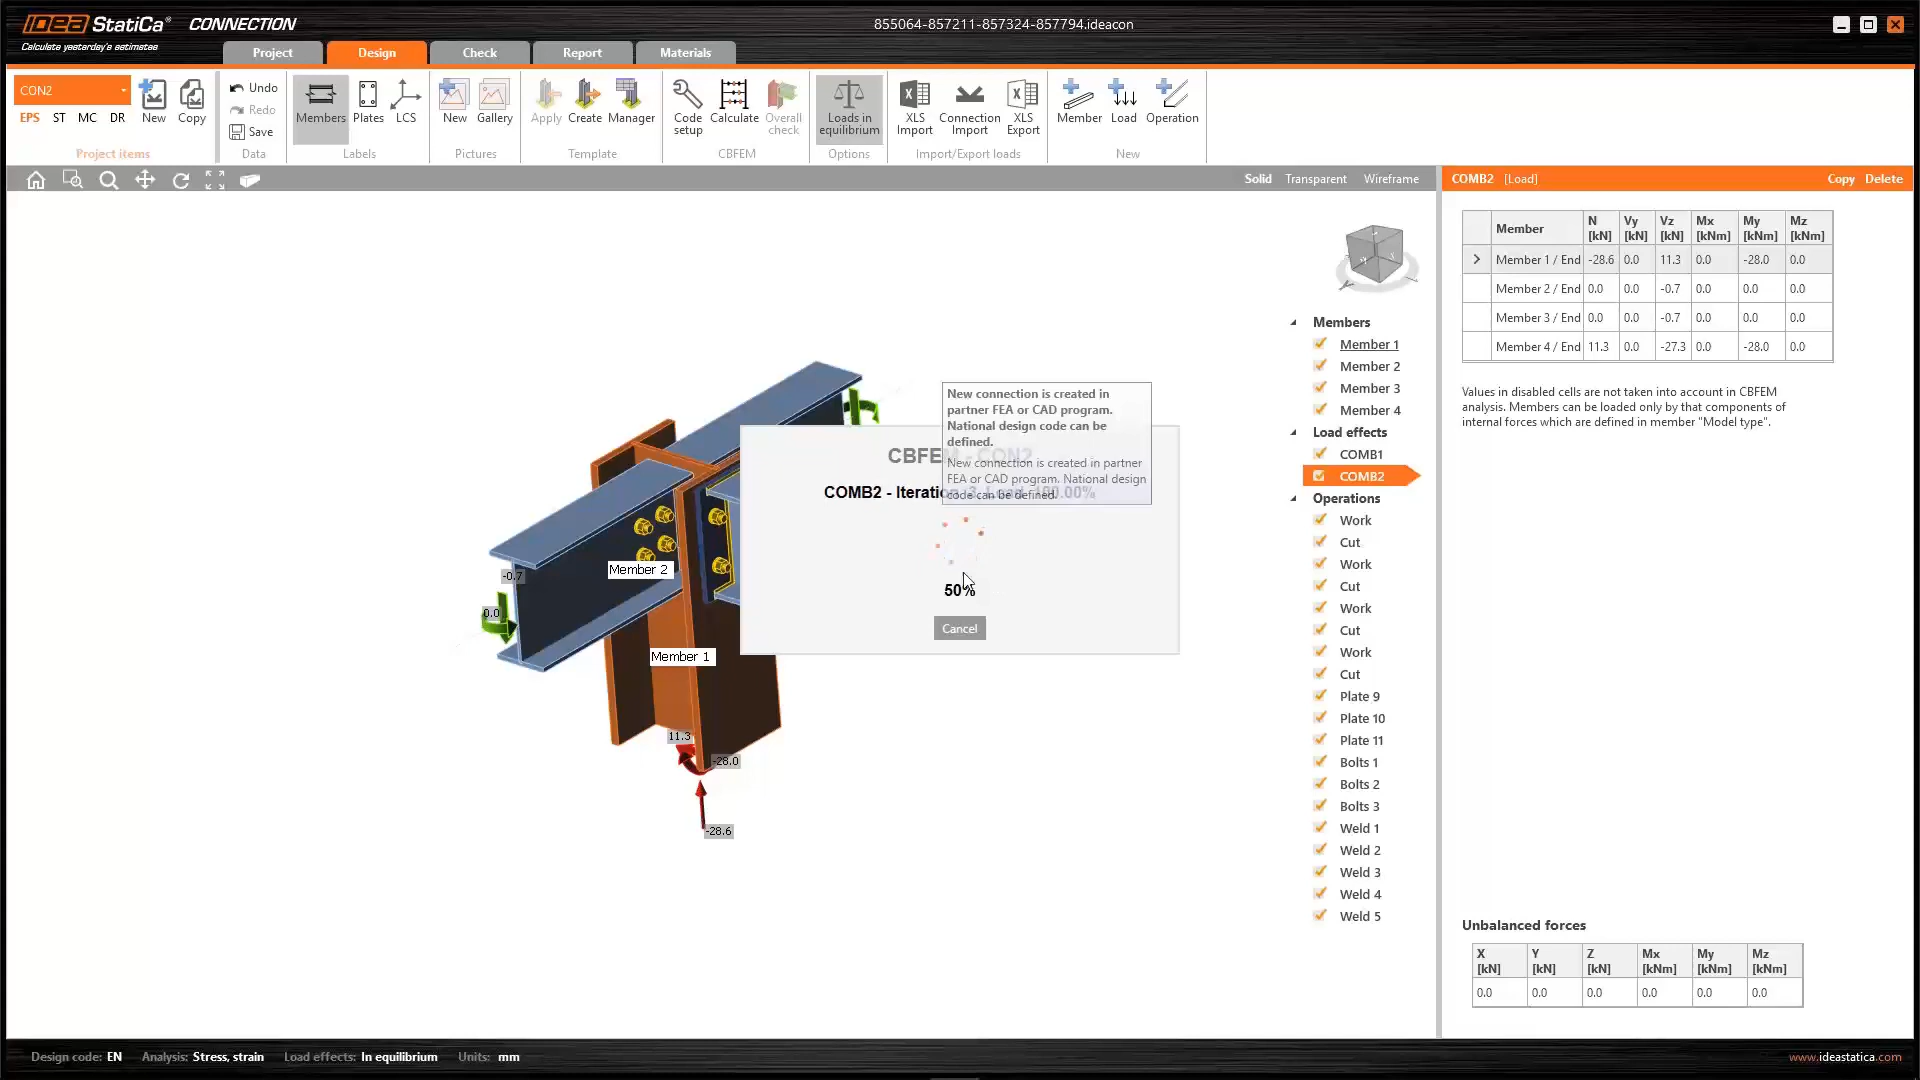 IDEA StatiCa® CONNECTION
Calculate yesterday's estimates
855064-857211-857324-857794.ideacon
Project Design Check Report Materials
CON2
EPS ST MC DR
New Copy
Project items
Undo
Redo
Save
Data
Members Plates LCS
Labels
New Gallery
Pictures
Apply Create Manager
Template
Code setup Calculate Overall check
CBFEM
Loads in equilibrium
Options
XLS Import Connection Import XLS Export
Import/Export loads
Member Load Operation
New
Solid Transparent Wireframe
COMB2 [Load] Copy Delete
Member N [kN] Vy [kN] Vz [kN] Mx [kNm] My [kNm] Mz [kNm]
> Member 1 / End -28.6 0.0 11.3 0.0 -28.0 0.0
Member 2 / End 0.0 0.0 -0.7 0.0 0.0 0.0
Member 3 / End 0.0 0.0 -0.7 0.0 0.0 0.0
Member 4 / End 11.3 0.0 -27.3 0.0 -28.0 0.0
Values in disabled cells are not taken into account in CBFEM
analysis. Members can be loaded only by that components of
internal forces which are defined in member "Model type".
Members
Member 1
Member 2
Member 3
Member 4
Load effects
COMB1
COMB2
Operations
Work
Cut
Work
Cut
Work
Cut
Work
Cut
Plate 9
Plate 10
Plate 11
Bolts 1
Bolts 2
Bolts 3
Weld 1
Weld 2
Weld 3
Weld 4
Weld 5
New connection is created in
partner FEA or CAD program.
National design code can be
defined.
New connection is created in partner
FEA or CAD program. National design
code can be defined.
CBFEM - CON2
COMB2 - Iteration 3, Load 100.00%
50%
Cancel
-0.7
0.0
Member 2
Member 1
11.3
-28.0
-28.6
Unbalanced forces
X [kN] Y [kN] Z [kN] Mx [kNm] My [kNm] Mz [kNm]
0.0 0.0 0.0 0.0 0.0 0.0
Design code: EN Analysis: Stress, strain Load effects: In equilibrium Units: mm
www.ideastatica.com